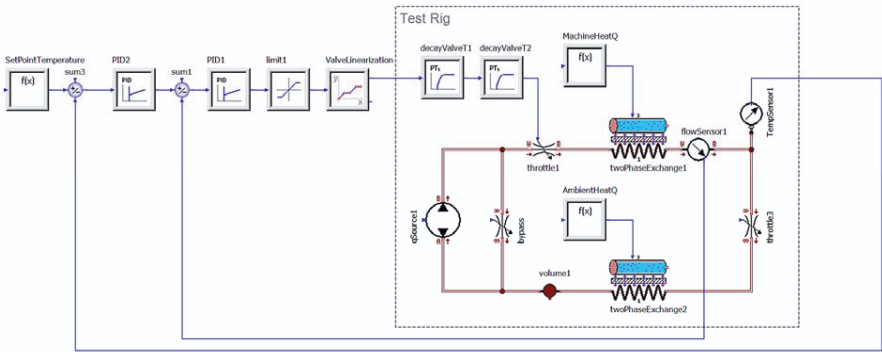 Test Rig
SetPointTemperature
f(x)
sum3
PID2
PID
sum1
PID1
PID
limit1
ValveLinearization
y
x
decayValveT1
PT₁
decayValveT2
PT₁
MachineHeatQ
f(x)
TempSensor1
flowSensor1
throttle1
twoPhaseExchange1
AmbientHeatQ
f(x)
qSource1
bypass
throttle3
volume1
twoPhaseExchange2